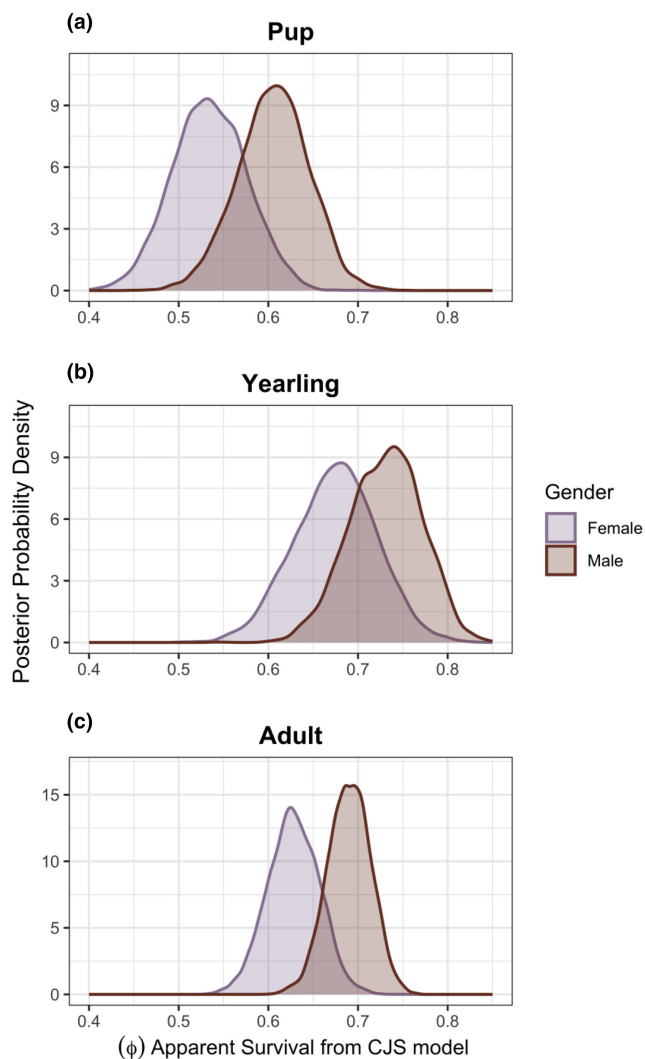 (a)
Pup
9
6
3
0
0.4 0.5 0.6 0.7 0.8
(b)
Yearling
9
6
3
0
0.4 0.5 0.6 0.7 0.8
Posterior Probability Density
Gender
Female
Male
(c)
Adult
15
10
5
0
0.4 0.5 0.6 0.7 0.8
(ϕ) Apparent Survival from CJS model